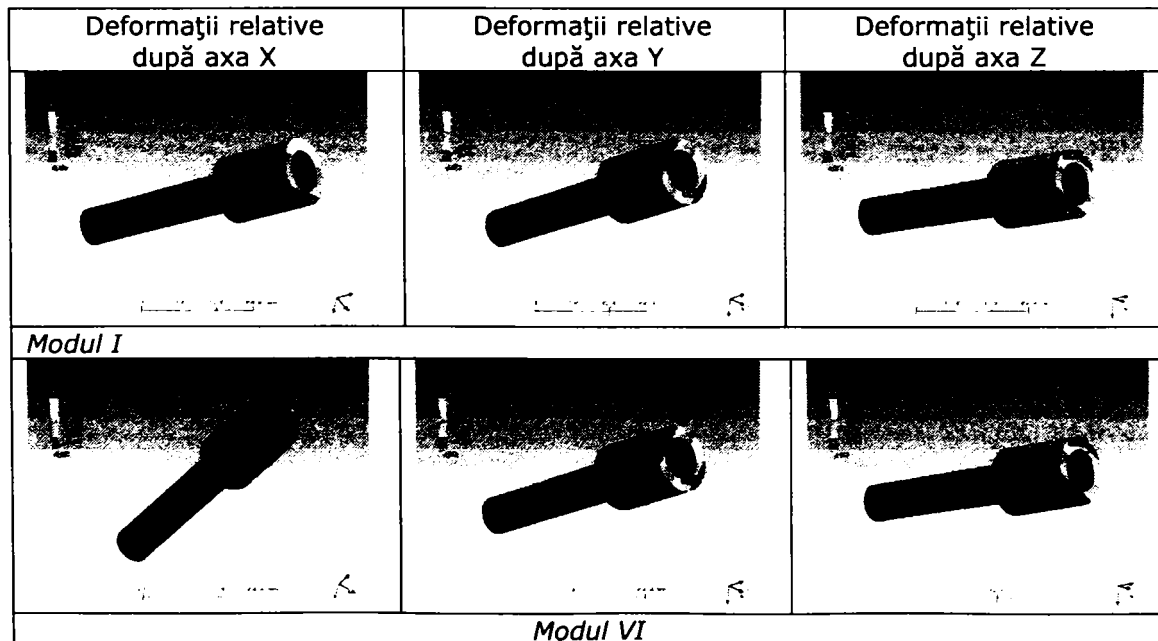 Deformaţii relative
după axa X
Deformaţii relative
după axa Y
Deformaţii relative
după axa Z
Modul I
Modul VI